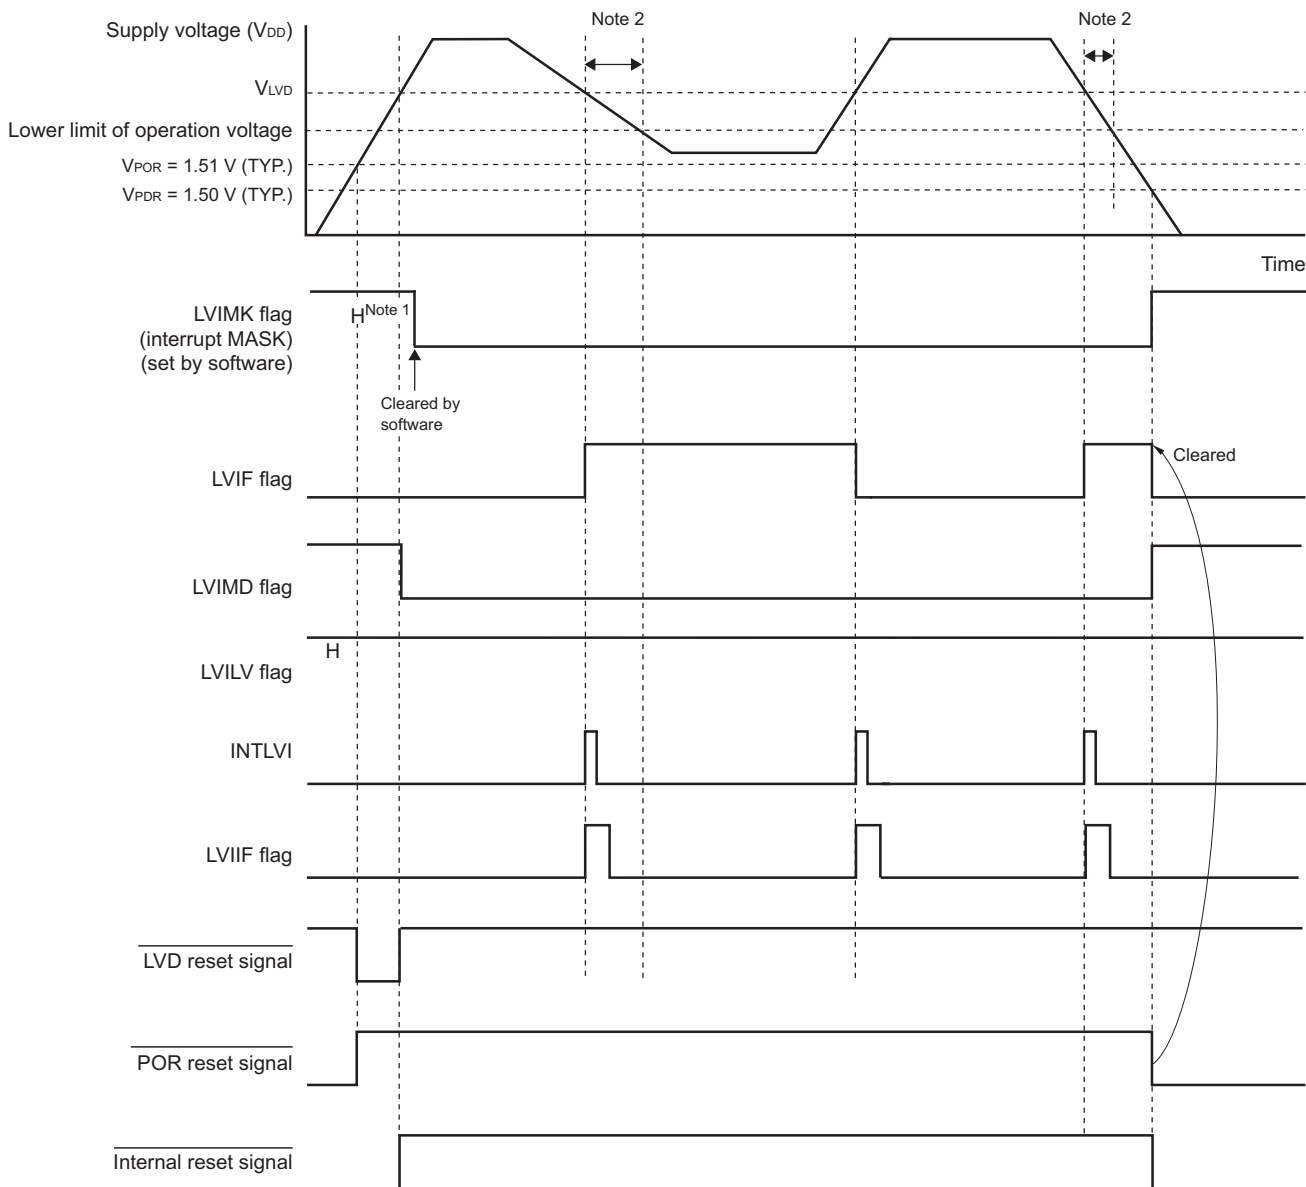 Note 2
Note 2
Supply voltage (VDD)
VLVD
Lower limit of operation voltage
VPOR = 1.51 V (TYP.)
VPDR = 1.50 V (TYP.)
Time
LVIMK flag
(interrupt MASK)
(set by software)
H Note 1
Cleared by
software
LVIF flag
Cleared
LVIMD flag
H
LVILV flag
INTLVI
LVIIF flag
LVD reset signal
POR reset signal
Internal reset signal